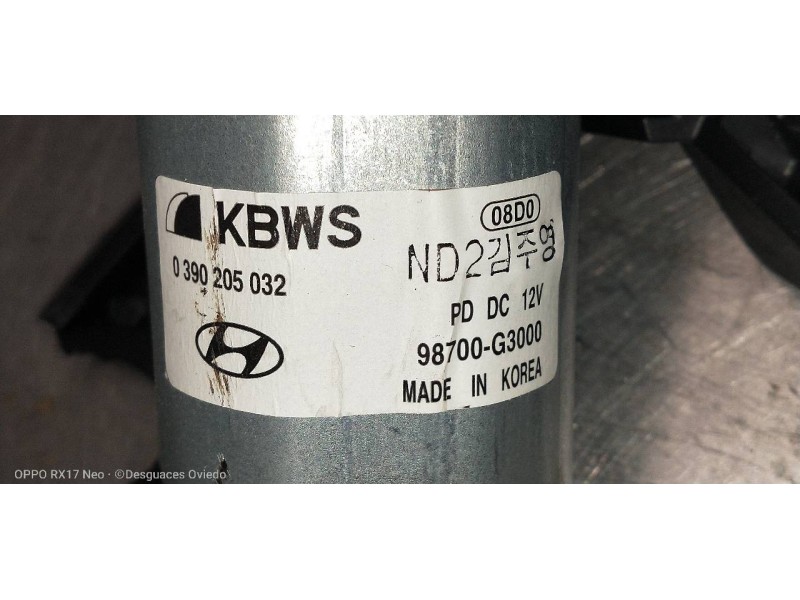 KBWS
0 390 205 032
08D0
ND2김주영
PD DC 12V
98700-G3000
MADE IN KOREA
OPPO RX17 Neo · ©Desguaces Oviedo